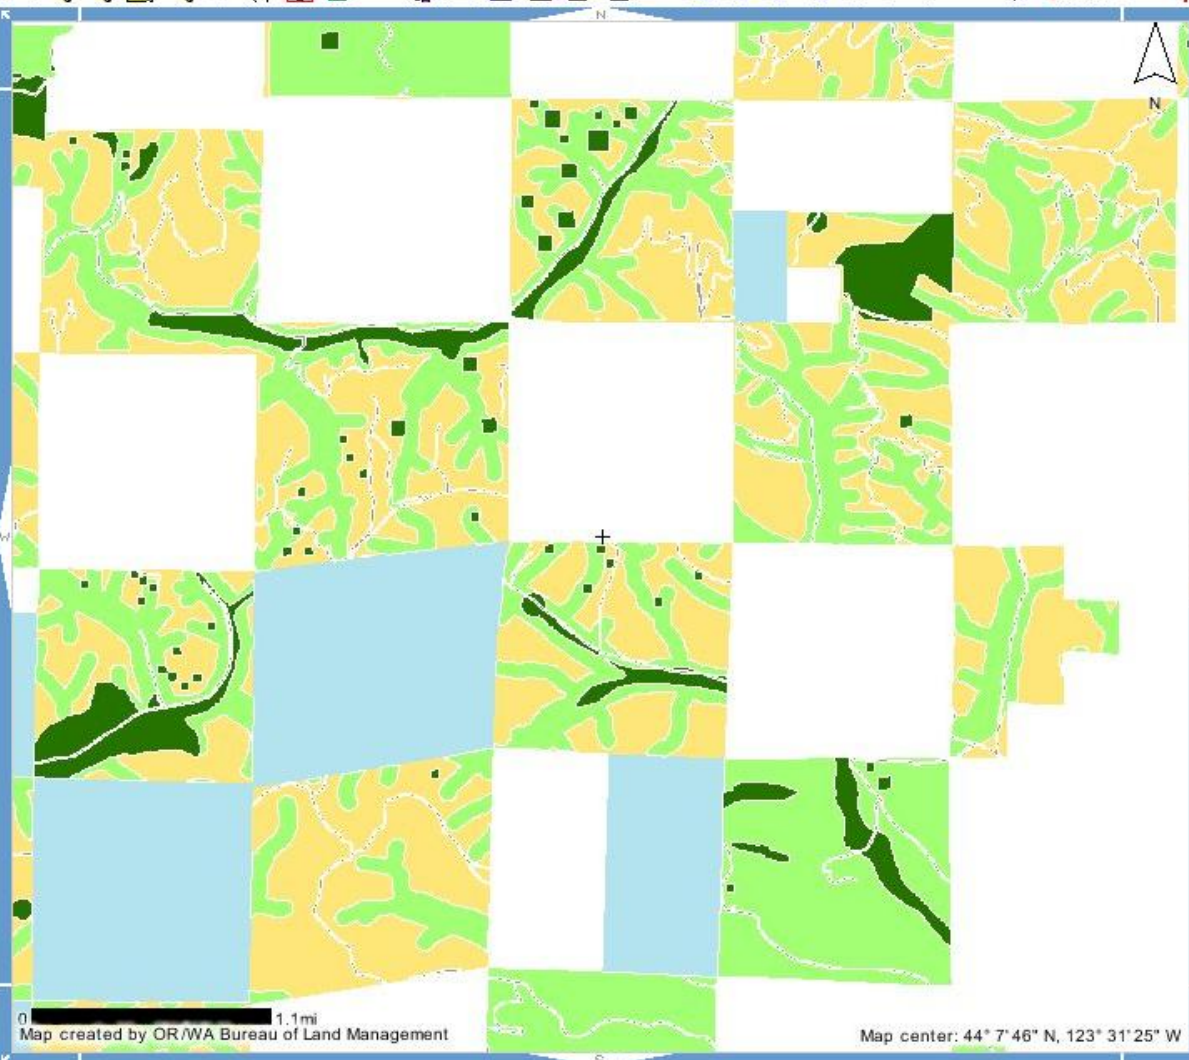 N
N
W
0 1.1mi
Map created by OR/WA Bureau of Land Management
Map center: 44° 7' 46" N, 123° 31' 25" W